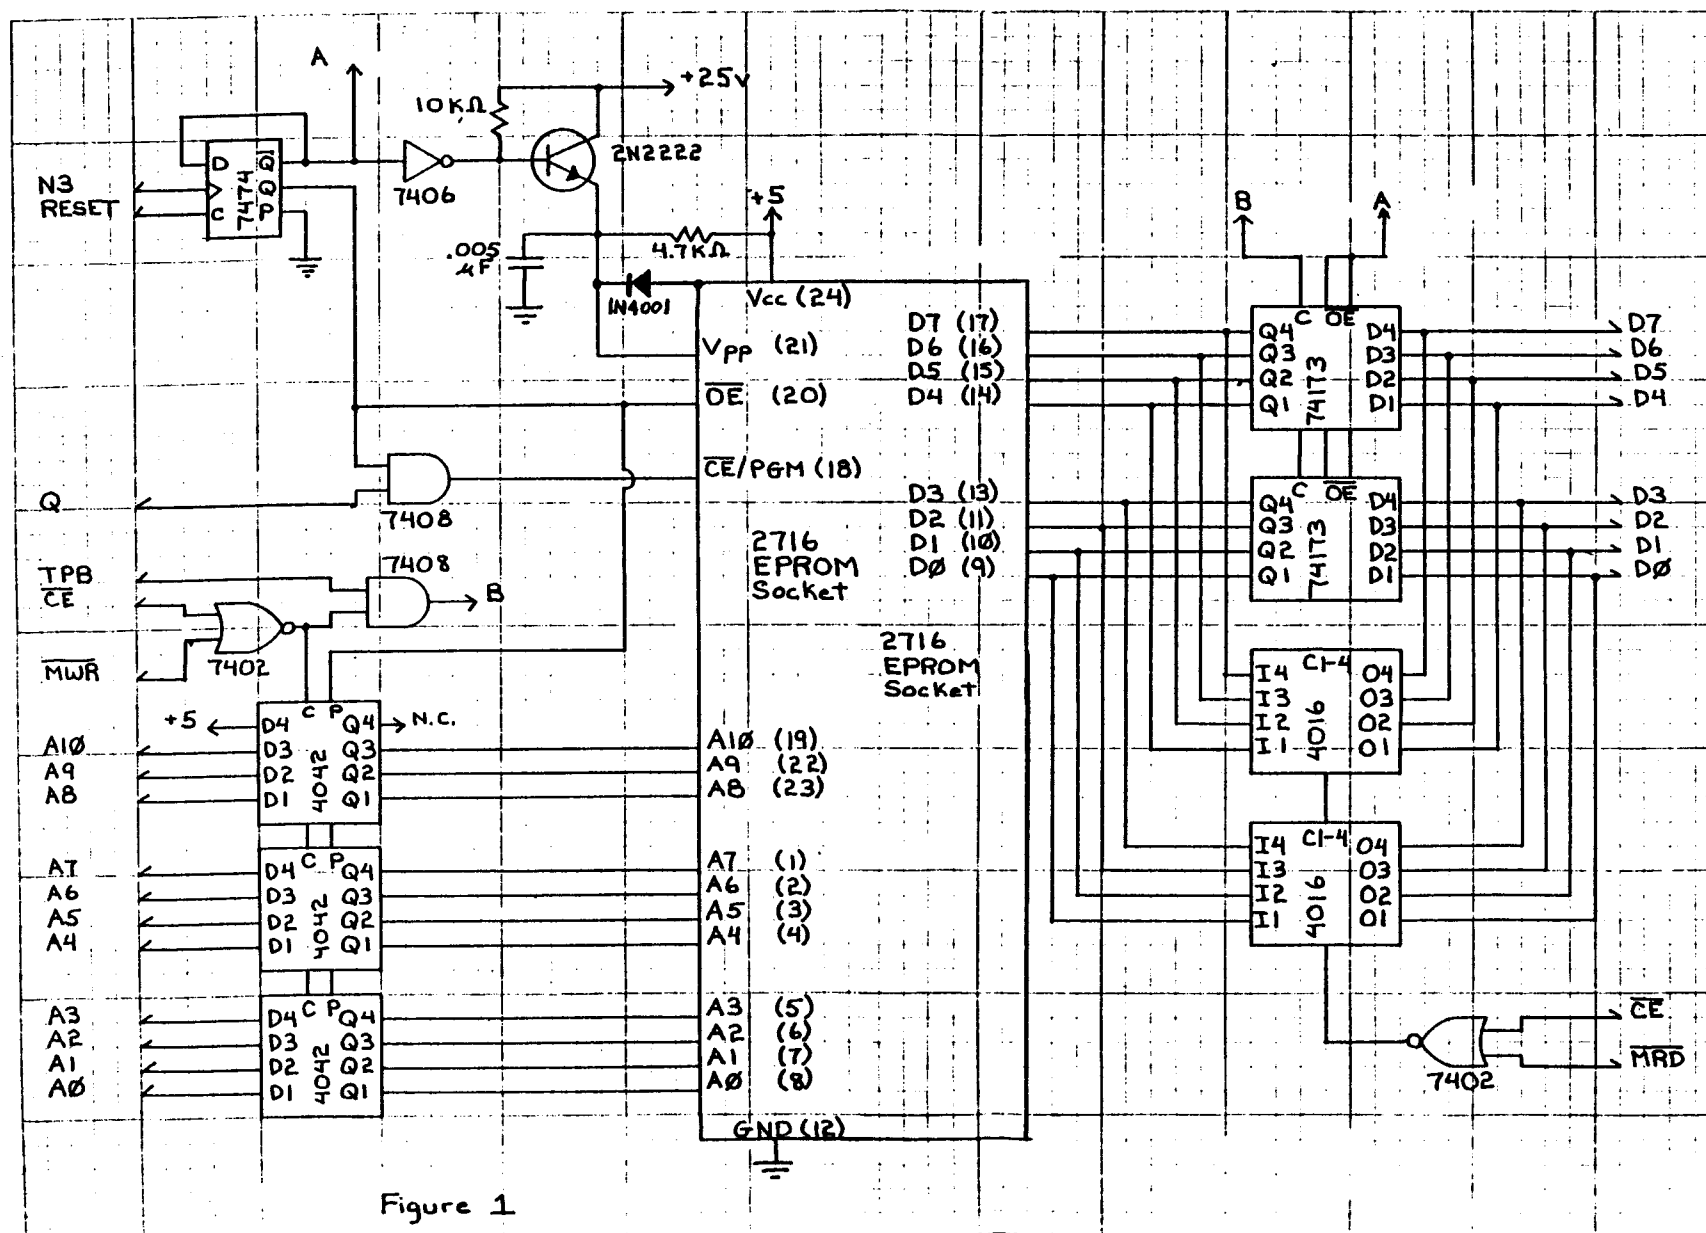 A
+25V
10KΩ
2N2222
D Q̅
7474
Q
C P
N3
RESET
7406
+5
.005
µF
4.7KΩ
1N4001
B
A
Vcc (24)
VPP (21)
O̅E̅ (20)
C̅E̅/PGM (18)
D7 (17)
D6 (16)
D5 (15)
D4 (14)
D3 (13)
D2 (11)
D1 (10)
DØ (9)
C O̅E̅
Q4 D4
Q3 D3
Q2 D2
Q1 D1
74173
D7
D6
D5
D4
C O̅E̅
Q4 D4
Q3 D3
Q2 D2
Q1 D1
74173
D3
D2
D1
DØ
Q
7408
7408
TPB
C̅E̅
B
7402
M̅W̅R̅
2716
EPROM
Socket
2716
EPROM
Socket
C1-4
I4 O4
I3 O3
I2 O2
I1 O1
4016
C1-4
I4 O4
I3 O3
I2 O2
I1 O1
4016
+5
N.C.
C P
D4 Q4
D3 Q3
D2 Q2
D1 Q1
4042
A1Ø
A9
A8
A1Ø (19)
A9 (22)
A8 (23)
C P
D4 Q4
D3 Q3
D2 Q2
D1 Q1
4042
A7
A6
A5
A4
A7 (1)
A6 (2)
A5 (3)
A4 (4)
C P
D4 Q4
D3 Q3
D2 Q2
D1 Q1
4042
A3
A2
A1
AØ
A3 (5)
A2 (6)
A1 (7)
AØ (8)
C̅E̅
M̅R̅D̅
7402
GND (12)
Figure 1